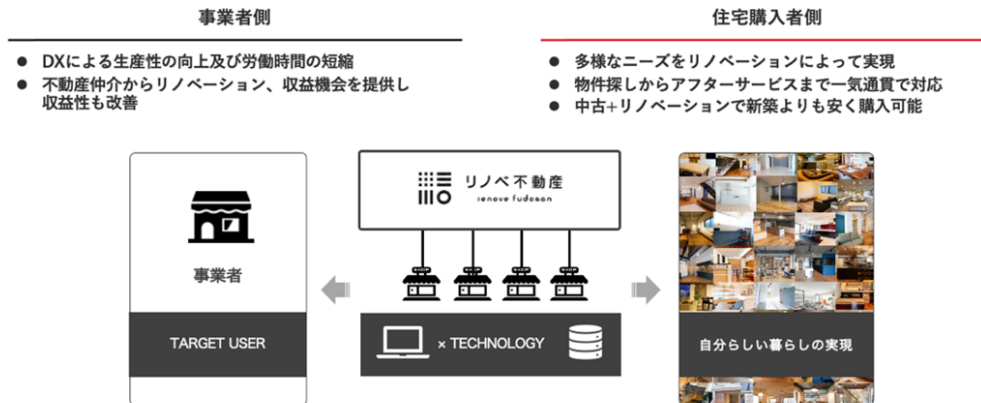 事業者側
● DXによる生産性の向上及び労働時間の短縮
● 不動産仲介からリノベーション、収益機会を提供し
収益性も改善
住宅購入者側
● 多様なニーズをリノベーションによって実現
● 物件探しからアフターサービスまで一気通貫で対応
● 中古+リノベーションで新築よりも安く購入可能
事業者
TARGET USER
リノベ不動産
renove fudosan
SHOP SHOP SHOP SHOP
× TECHNOLOGY
自分らしい暮らしの実現